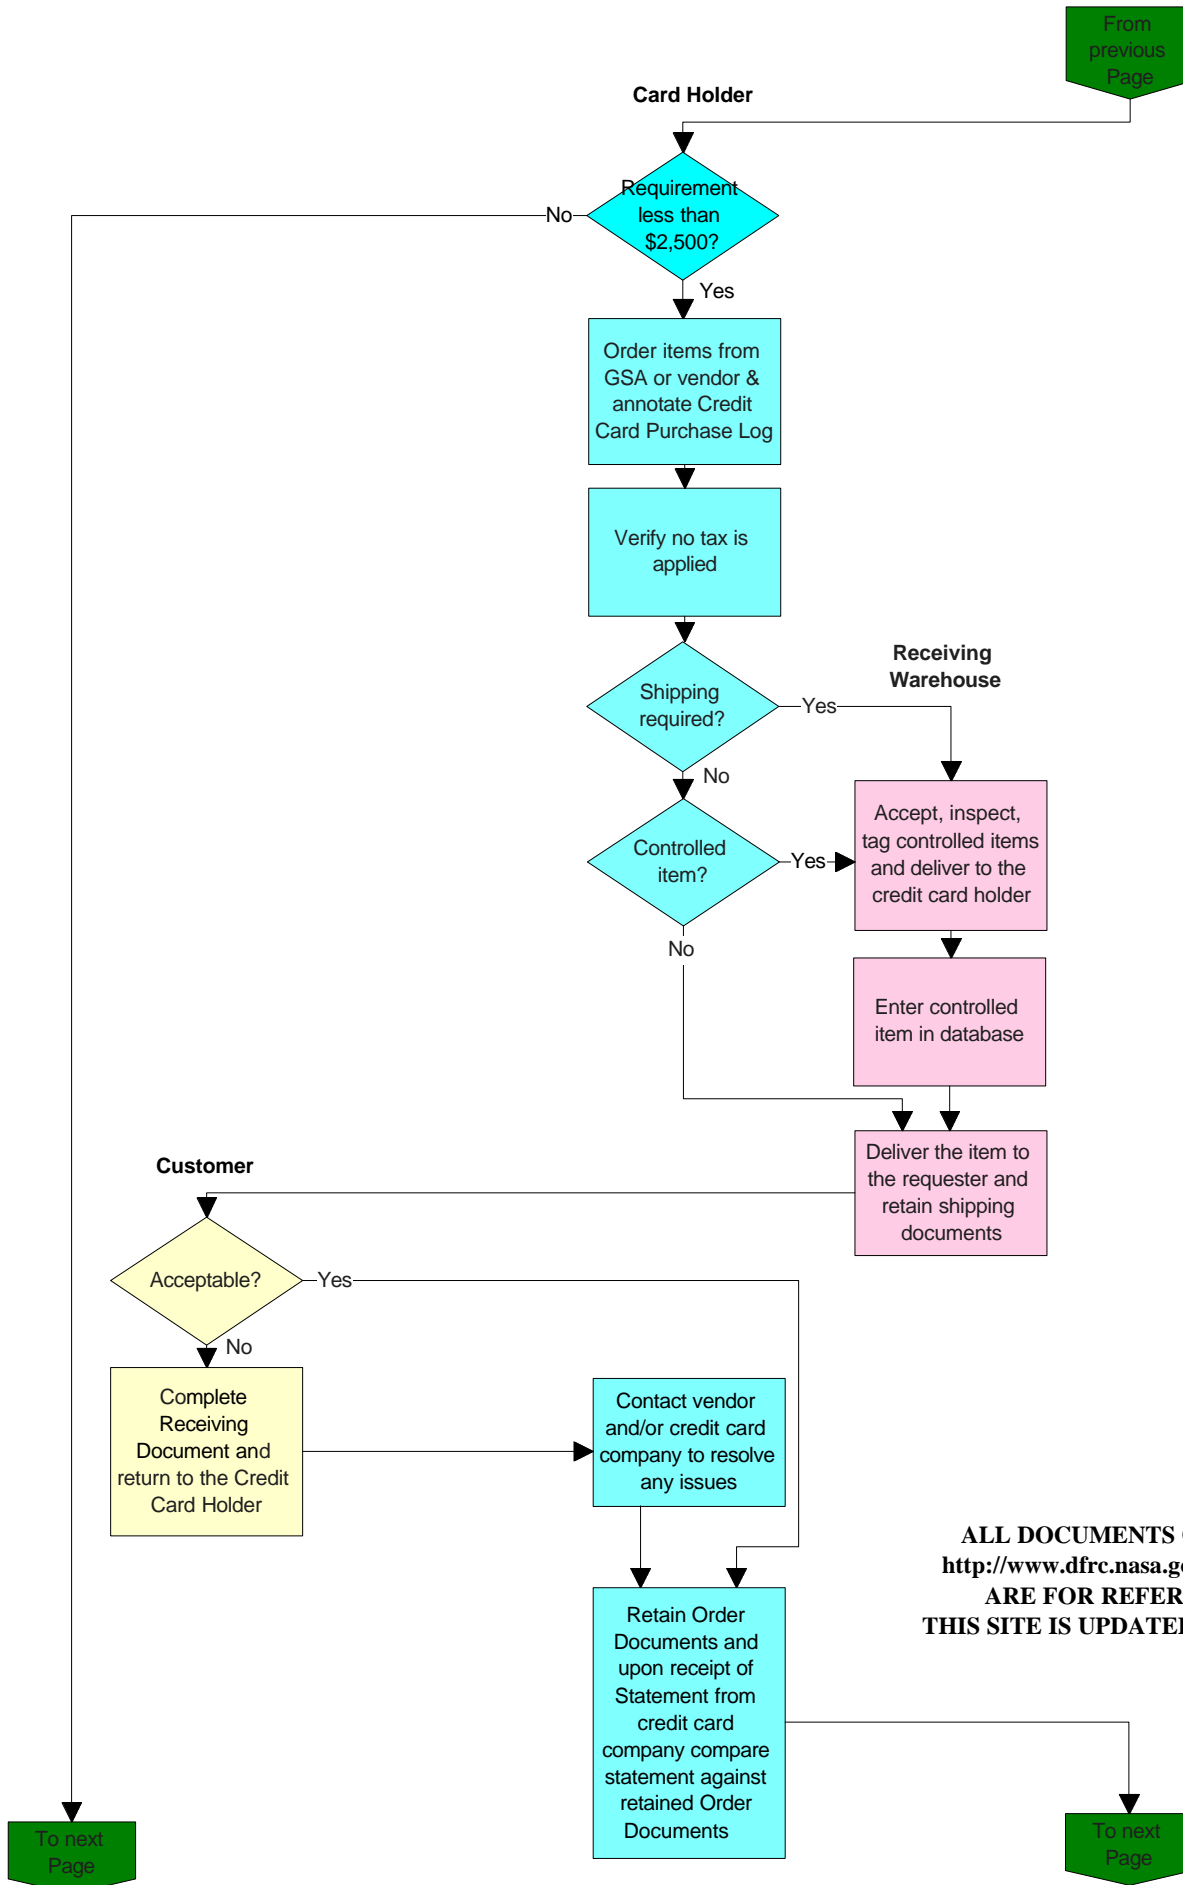 From
previous
Page
Card Holder
Requirement
less than
$2,500?
No
Yes
Order items from
GSA or vendor &
annotate Credit
Card Purchase Log
Verify no tax is
applied
Receiving
Warehouse
Shipping
required?
Yes
No
Accept, inspect,
tag controlled items
and deliver to the
credit card holder
Controlled
item?
Yes
No
Enter controlled
item in database
Deliver the item to
the requester and
retain shipping
documents
Customer
Acceptable?
Yes
No
Complete
Receiving
Document and
return to the Credit
Card Holder
Contact vendor
and/or credit card
company to resolve
any issues
ALL DOCUMENTS
http://www.dfrc.nasa.g
ARE FOR REFER
THIS SITE IS UPDATE
Retain Order
Documents and
upon receipt of
Statement from
credit card
company compare
statement against
retained Order
Documents
To next
Page
To next
Page